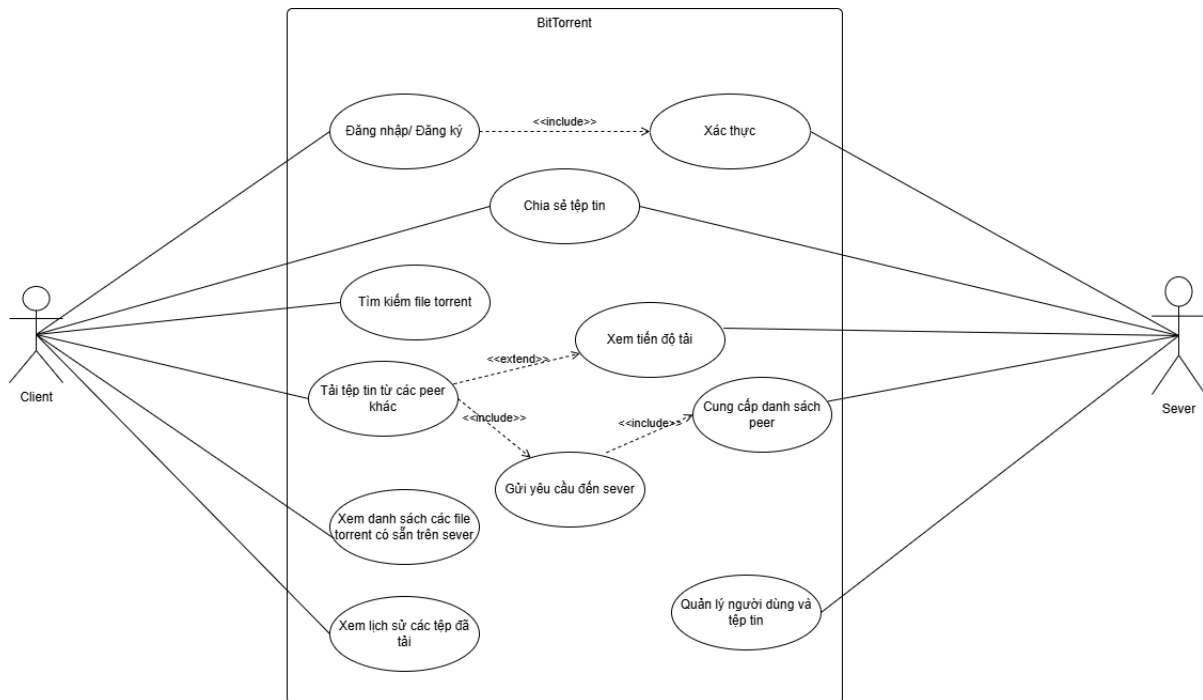 BitTorrent
Đăng nhập/ Đăng ký
<<include>>
Xác thực
Chia sẻ tệp tin
Tìm kiếm file torrent
Xem tiến độ tải
<<extend>>
Tải tệp tin từ các peer
khác
<<include>>
<<include>>
Cung cấp danh sách
peer
Client
Sever
Gửi yêu cầu đến sever
Xem danh sách các file
torrent có sẵn trên sever
Quản lý người dùng và
tệp tin
Xem lịch sử các tệp đã
tải